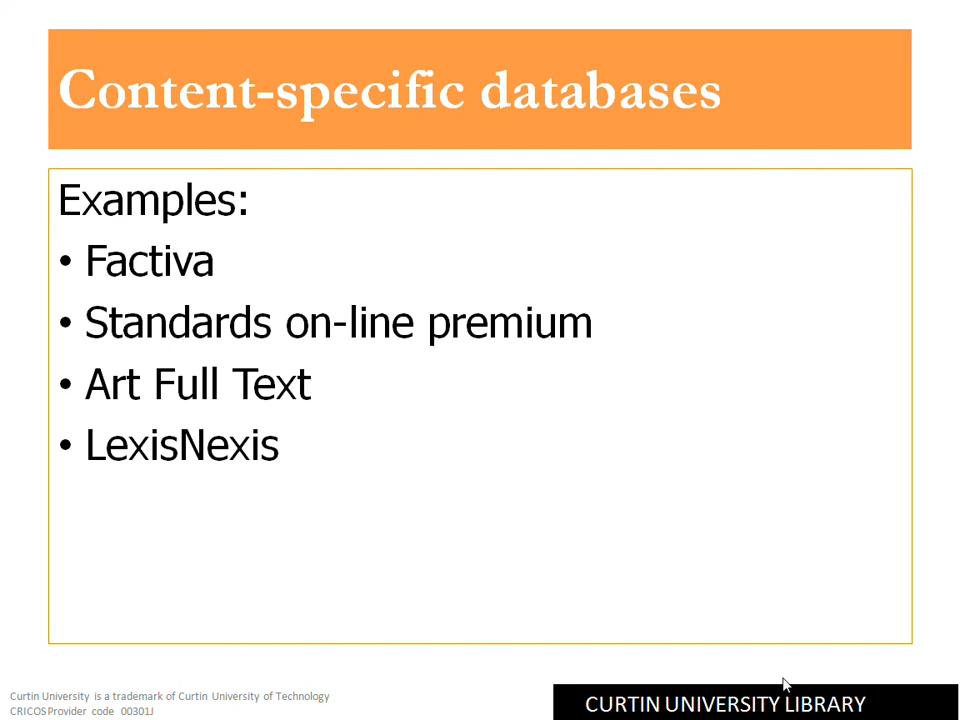 Content-specific databases
Examples:
• Factiva
• Standards on-line premium
• Art Full Text
• LexisNexis
Curtin University is a trademark of Curtin University of Technology
CRICOS Provider code 00301J
CURTIN UNIVERSITY LIBRARY